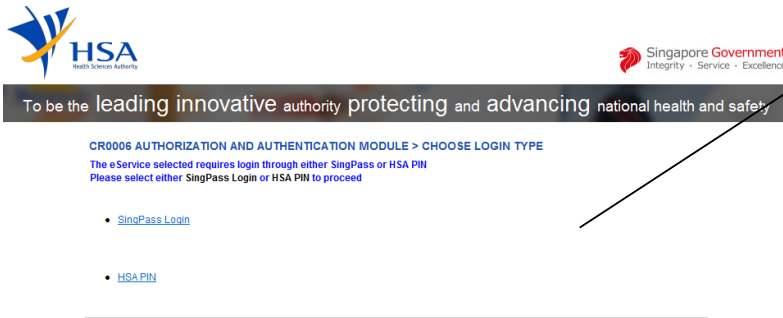 HSA
Health Sciences Authority
Singapore Government
Integrity · Service · Excellence
To be the leading innovative authority protecting and advancing national health and safety
CR0006 AUTHORIZATION AND AUTHENTICATION MODULE > CHOOSE LOGIN TYPE
The eService selected requires login through either SingPass or HSA PIN
Please select either SingPass Login or HSA PIN to proceed
• SingPass Login
• HSA PIN